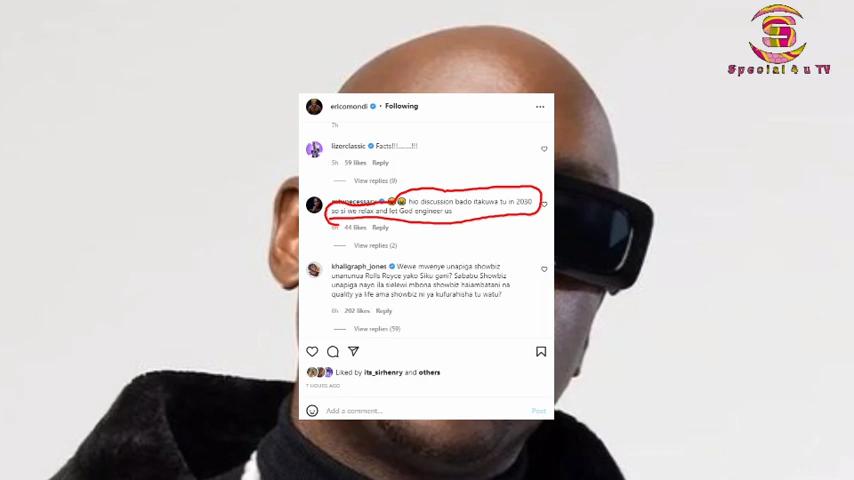 Special 4 u TV
ericomondi • Following
7h
lizerclassic Facts!!!.......!!!
5h 59 likes Reply
View replies (9)
hio discussion bado itakuwa tu in 2030
so si we relax and let God engineer us
44 likes Reply
View replies (2)
khaligraph_jones Wewe mwenye unapiga showbiz
unanunua Rolls Royce yako Siku gani? Sababu Showbiz
unapiga nayo ila sielewi mbona showbiz haiambatani na
quality ya life ama showbiz ni ya kufurahisha tu watu?
6h 202 likes Reply
View replies (59)
Liked by its_sirhenry and others
7 HOURS AGO
Add a comment... Post